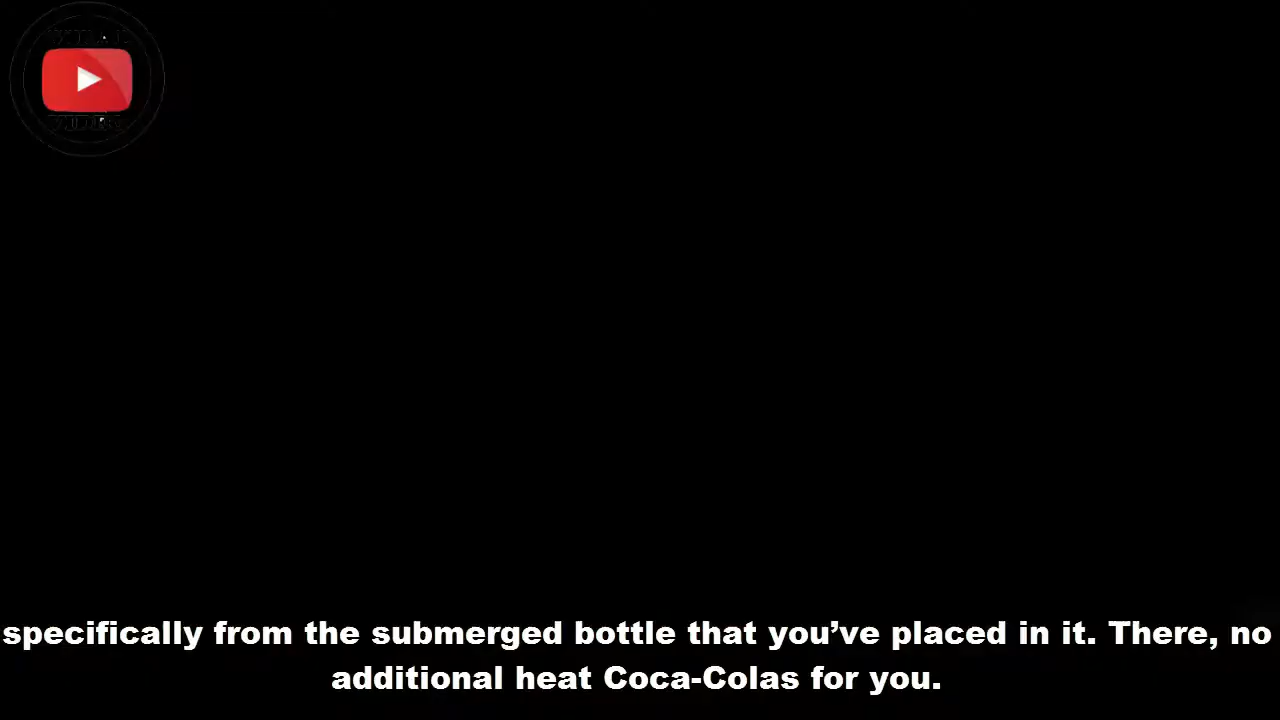 specifically from the submerged bottle that you’ve placed in it. There, no
additional heat Coca-Colas for you.